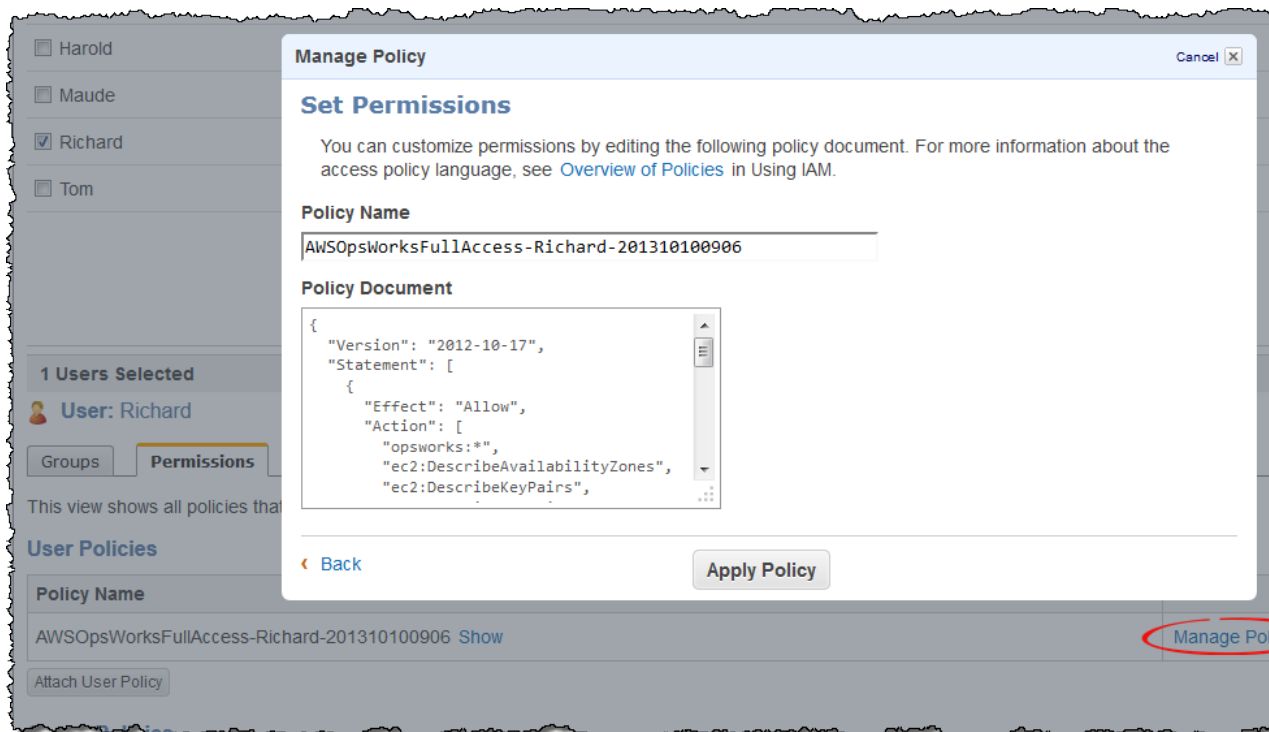 Harold
Maude
Richard
Tom
Manage Policy
Cancel
Set Permissions
You can customize permissions by editing the following policy document. For more information about the
access policy language, see Overview of Policies in Using IAM.
Policy Name
AWSOpsWorksFullAccess-Richard-201310100906
Policy Document
{
"Version": "2012-10-17",
"Statement": [
{
"Effect": "Allow",
"Action": [
"opsworks:*",
"ec2:DescribeAvailabilityZones",
"ec2:DescribeKeyPairs",
Back
Apply Policy
1 Users Selected
User: Richard
Groups
Permissions
This view shows all policies that
User Policies
Policy Name
AWSOpsWorksFullAccess-Richard-201310100906 Show
Manage Pol
Attach User Policy